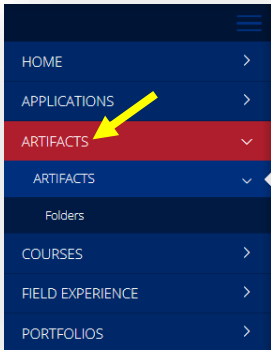 HOME
APPLICATIONS
ARTIFACTS
ARTIFACTS
Folders
COURSES
FIELD EXPERIENCE
PORTFOLIOS